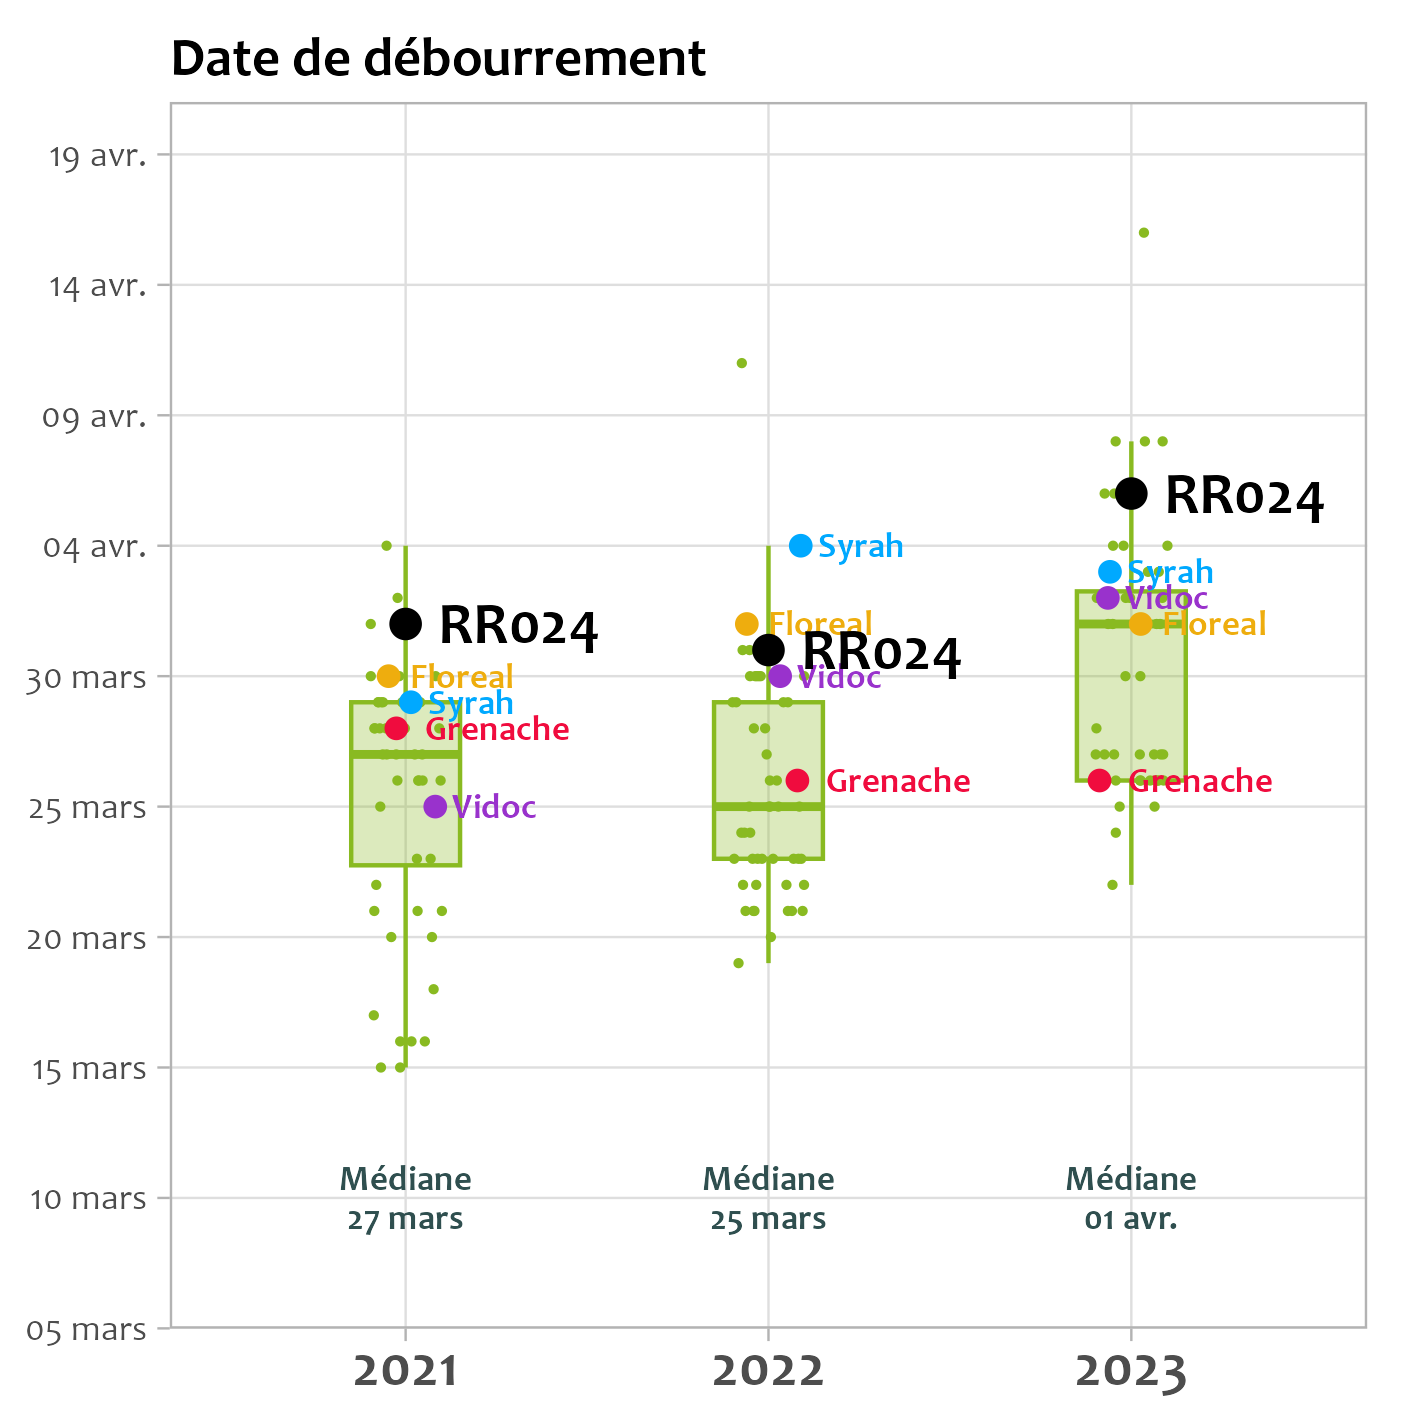 Date de débourrement
19 avr.
14 avr.
09 avr.
04 avr.
30 mars
25 mars
20 mars
15 mars
10 mars
05 mars
RR024
Floreal
Syrah
Grenache
Vidoc
Médiane
27 mars
Syrah
Floreal
RR024
Vidoc
Grenache
Médiane
25 mars
RR024
Syrah
Vidoc
Floreal
Grenache
Médiane
01 avr.
2021
2022
2023